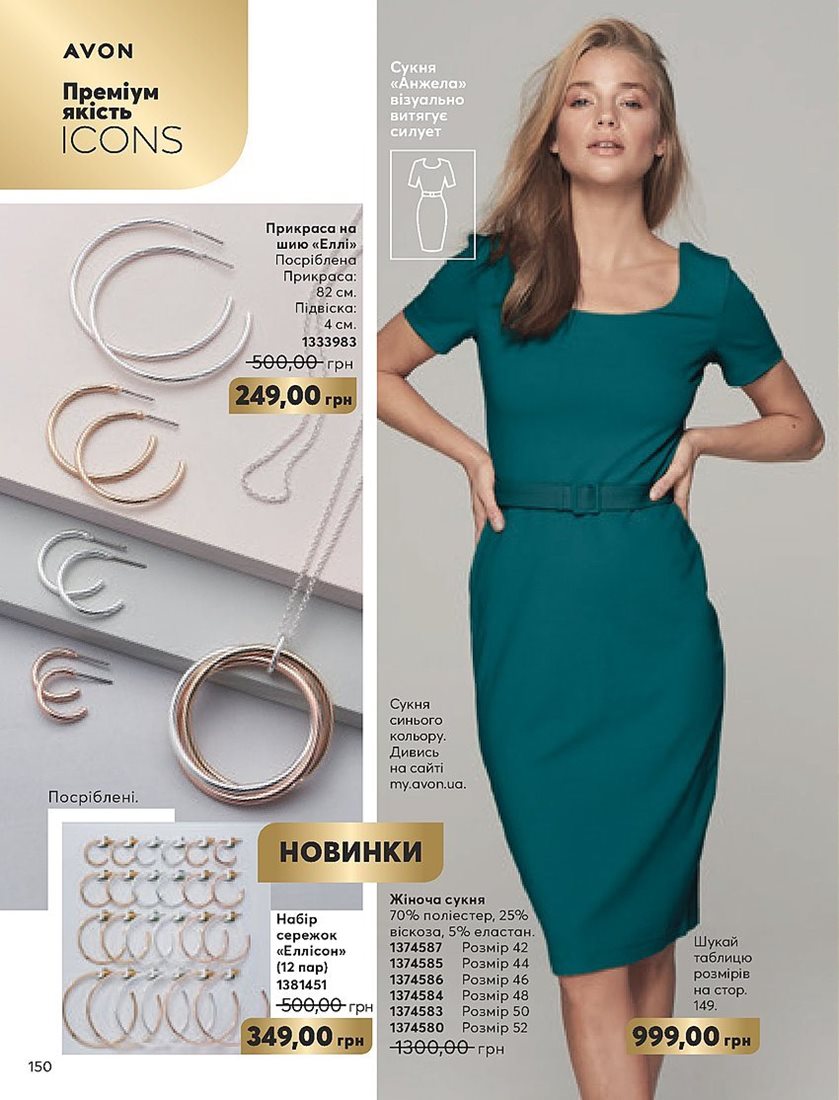 AVON
Преміум
якість
ICONS
Прикраса на
шию «Еллі»
Посріблена
Прикраса:
82 см.
Підвіска:
4 см.
1333983
500,00 грн
249,00 грн
Посріблені.
НОВИНКИ
Набір
сережок
«Еллісон»
(12 пар)
1381451
500,00 грн
349,00 грн
150
Сукня
«Анжела»
візуально
витягує
силует
Сукня
синього
кольору.
Дивись
на сайті
my.avon.ua.
Жіноча сукня
70% поліестер, 25%
віскоза, 5% еластан.
1374587 Розмір 42
1374585 Розмір 44
1374586 Розмір 46
1374584 Розмір 48
1374583 Розмір 50
1374580 Розмір 52
1300,00 грн
Шукай
таблицю
розмірів
на стор.
149.
999,00 грн